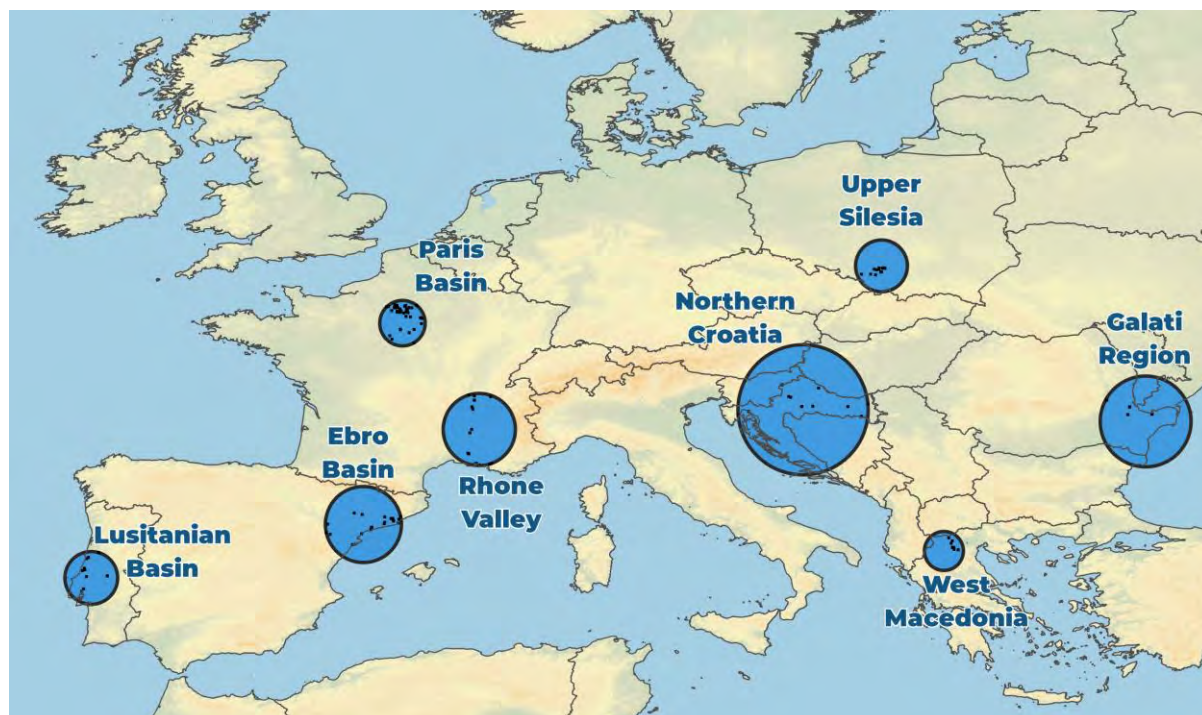 Upper
Silesia
Paris
Basin
Northern
Croatia
Galati
Region
Ebro
Basin
Rhone
Valley
Lusitanian
Basin
West
Macedonia